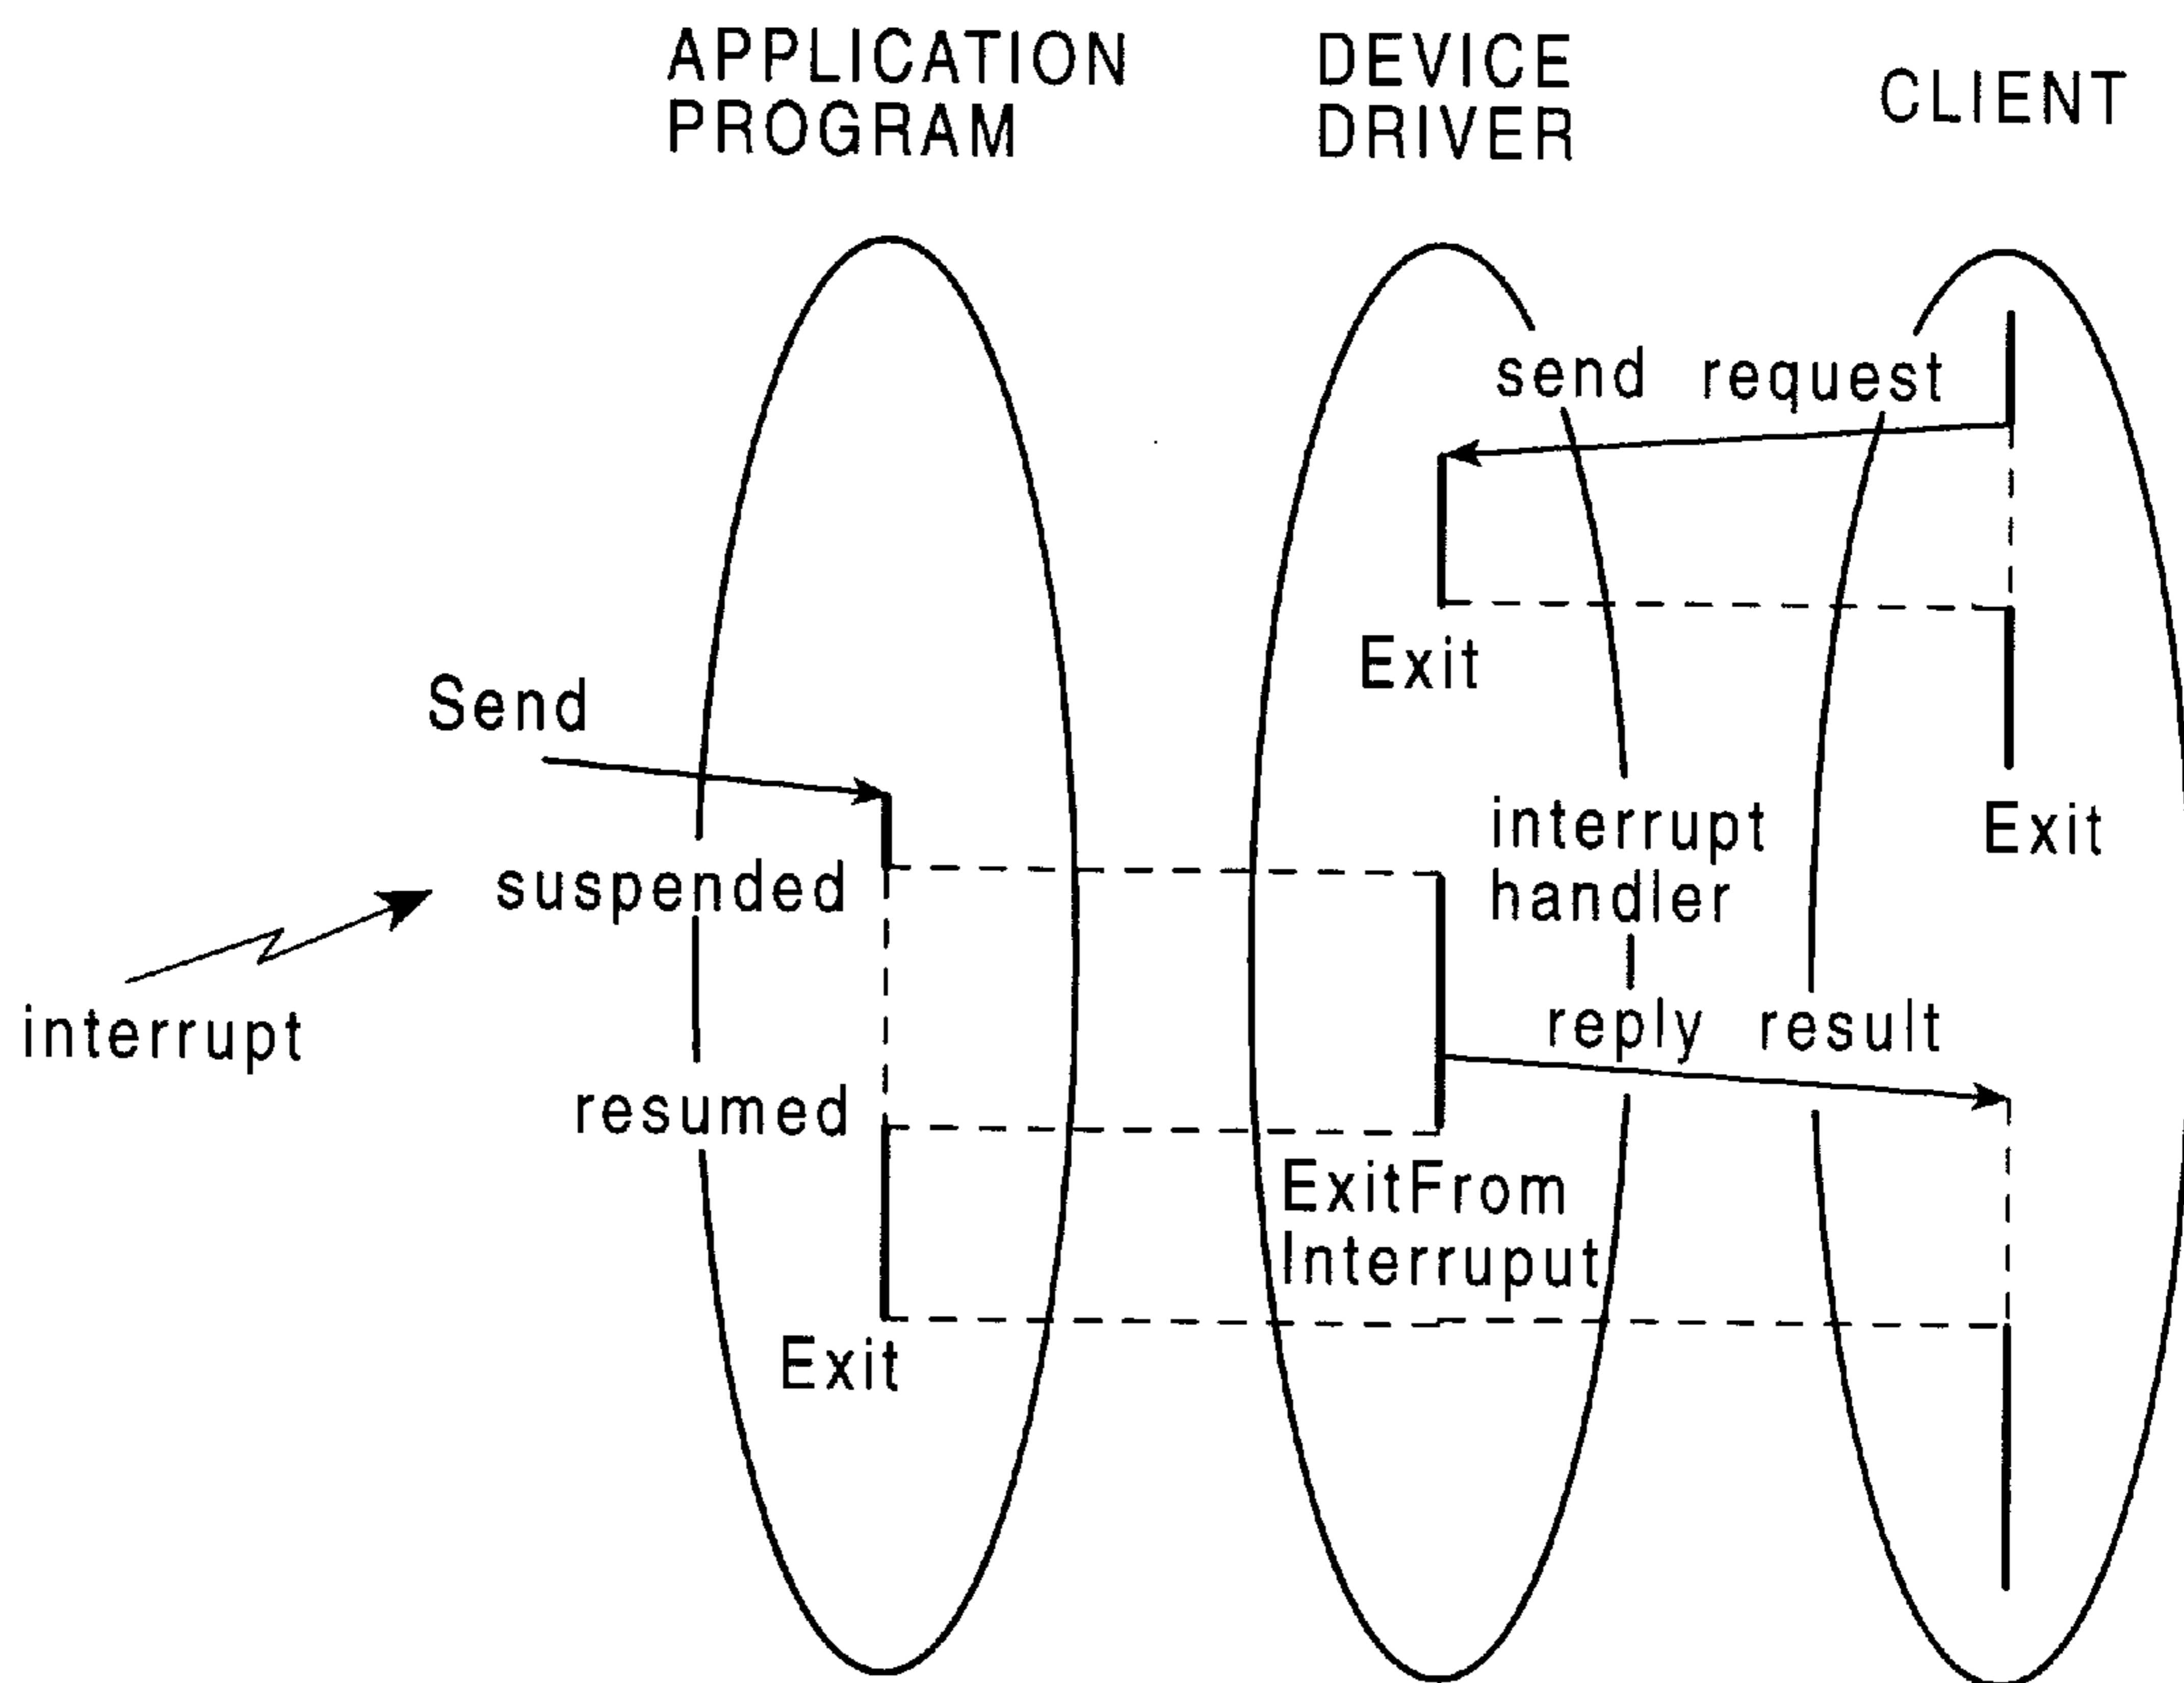 APPLICATION
PROGRAM
DEVICE
DRIVER
CLIENT
send request
Exit
Send
interrupt
handler
Exit
suspended
interrupt
reply result
resumed
ExitFrom
Interruput
Exit